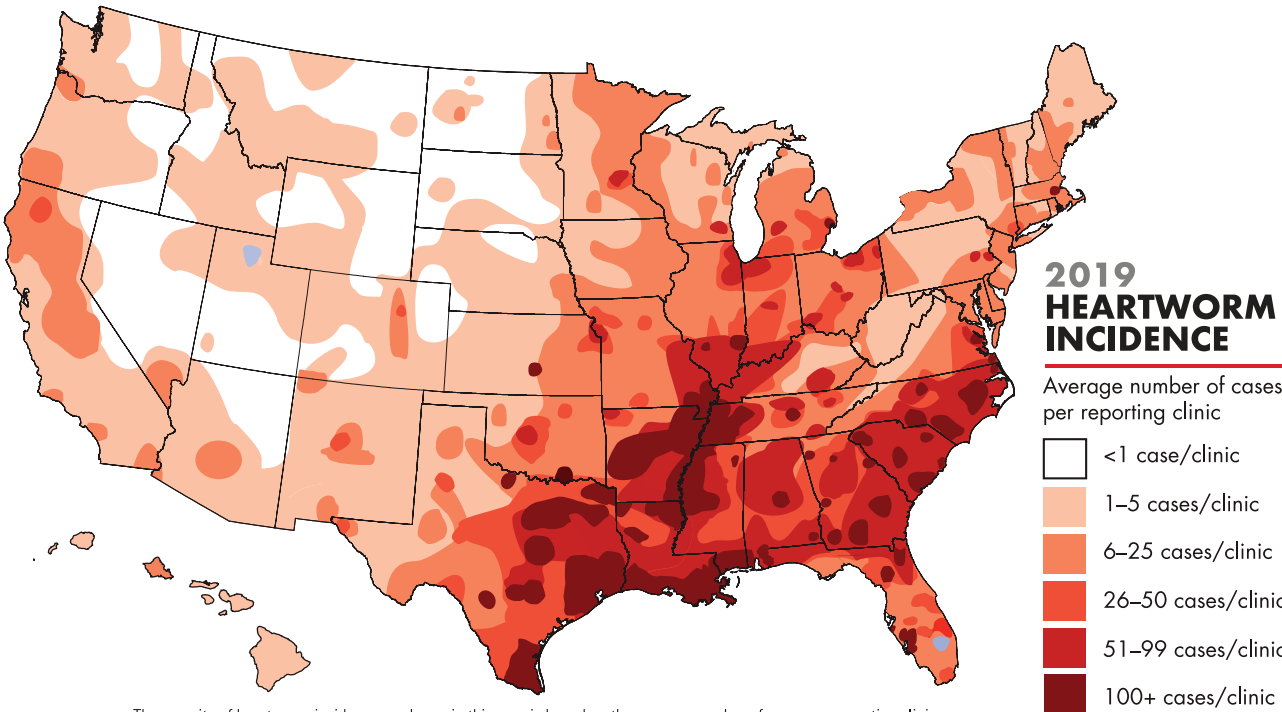 2019
HEARTWORM
INCIDENCE
Average number of cases
per reporting clinic
<1 case/clinic
1–5 cases/clinic
6–25 cases/clinic
26–50 cases/clinic
51–99 cases/clinic
100+ cases/clinic